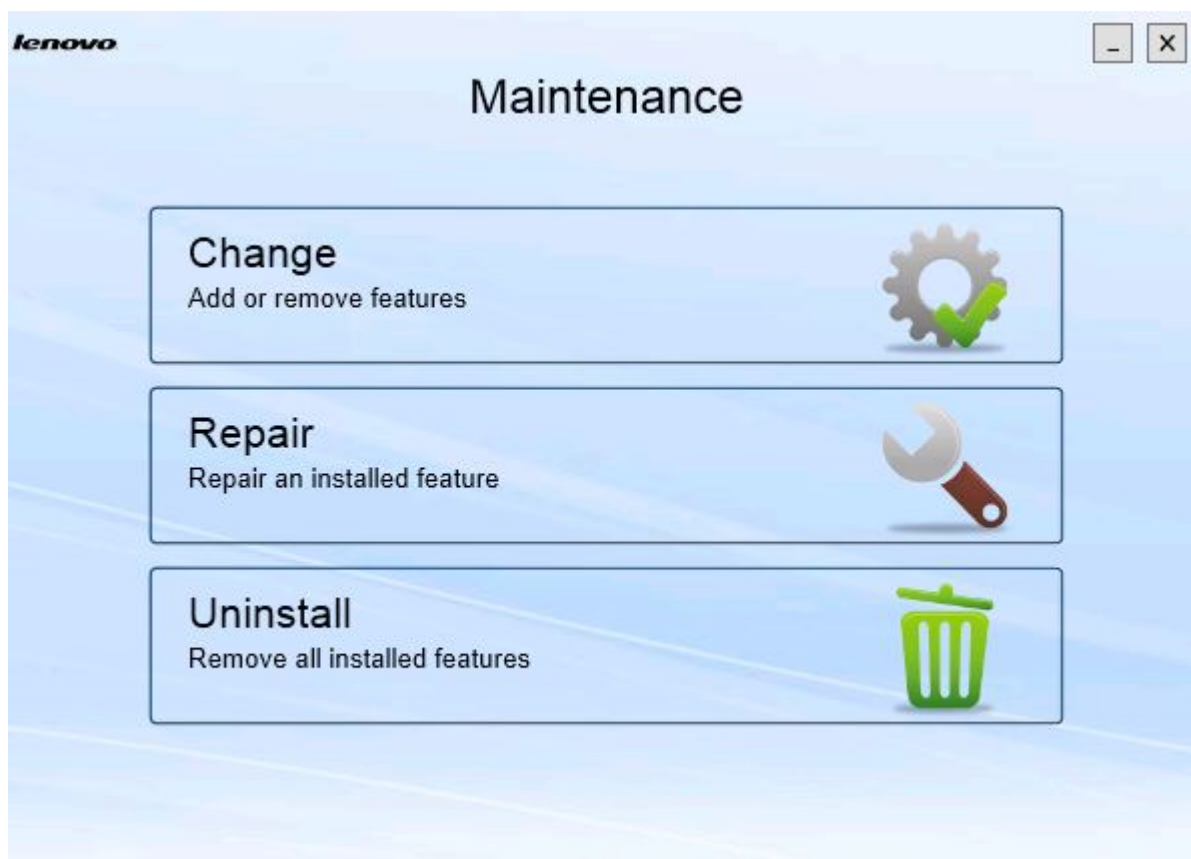 lenovo
Maintenance
Change
Add or remove features
Repair
Repair an installed feature
Uninstall
Remove all installed features